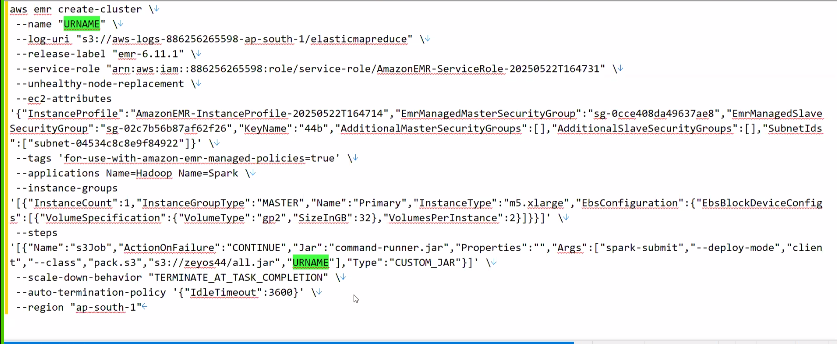 aws emr create-cluster \
--name "URNAME" \
--log-uri "s3://aws-logs-886256265598-ap-south-1/elasticmapreduce" \
--release-label "emr-6.11.1" \
--service-role "arn:aws:iam::886256265598:role/service-role/AmazonEMR-ServiceRole-20250522T164731" \
--unhealthy-node-replacement \
--ec2-attributes
'{"InstanceProfile":"AmazonEMR-InstanceProfile-20250522T164714","EmrManagedMasterSecurityGroup":"sg-0cce408da49637ae8","EmrManagedSlave
SecurityGroup":"sg-02c7b56b87af62f26","KeyName":"44b","AdditionalMasterSecurityGroups":[],"AdditionalSlaveSecurityGroups":[],"SubnetIds
":["subnet-04534c8c8e9f84922"]}' \
--tags 'for-use-with-amazon-emr-managed-policies=true' \
--applications Name=Hadoop Name=Spark \
--instance-groups
'[{"InstanceCount":1,"InstanceGroupType":"MASTER","Name":"Primary","InstanceType":"m5.xlarge","EbsConfiguration":{"EbsBlockDeviceConfig
s":[{"VolumeSpecification":{"VolumeType":"gp2","SizeInGB":32},"VolumesPerInstance":2}]}}]' \
--steps
'[{"Name":"s3Job","ActionOnFailure":"CONTINUE","Jar":"command-runner.jar","Properties":"","Args":["spark-submit","--deploy-mode","clien
t","--class","pack.s3","s3://zeyos44/all.jar","URNAME"],"Type":"CUSTOM_JAR"}]' \
--scale-down-behavior "TERMINATE_AT_TASK_COMPLETION" \
--auto-termination-policy '{"IdleTimeout":3600}' \
--region "ap-south-1"